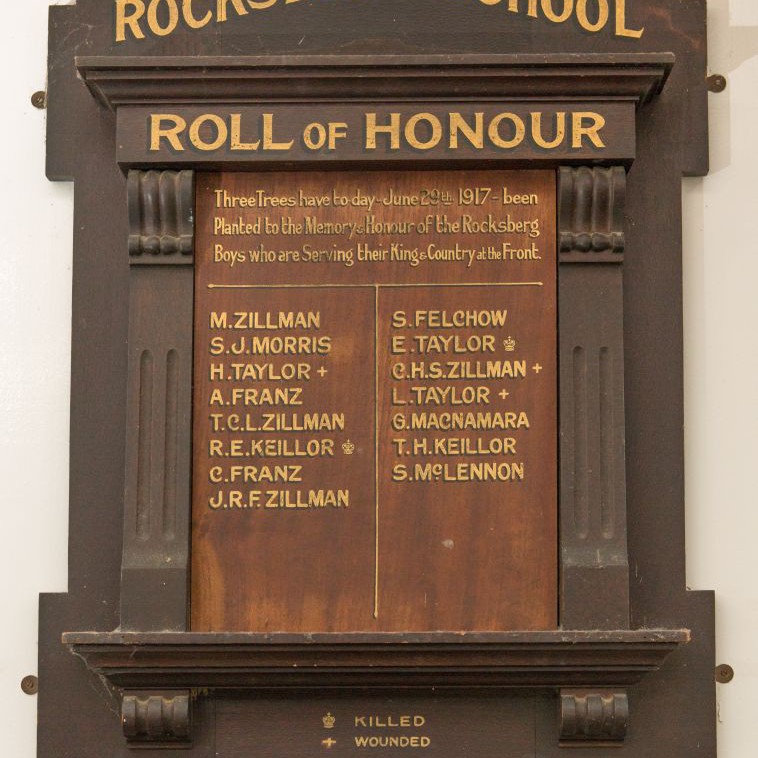 ROCKSBERG SCHOOL
ROLL OF HONOUR
Three Trees have to-day-June 29th 1917-been
Planted to the Memory & Honour of the Rocksberg
Boys who are Serving their King & Country at the Front.
M.ZILLMAN
S.J.MORRIS
H.TAYLOR +
A.FRANZ
T.C.L.ZILLMAN
R.E.KEILLOR
C.FRANZ
J.R.F.ZILLMAN
S.FELCHOW
E.TAYLOR
C.H.S.ZILLMAN +
L.TAYLOR +
G.MACNAMARA
T.H.KEILLOR
S.McLENNON
KILLED
+ WOUNDED